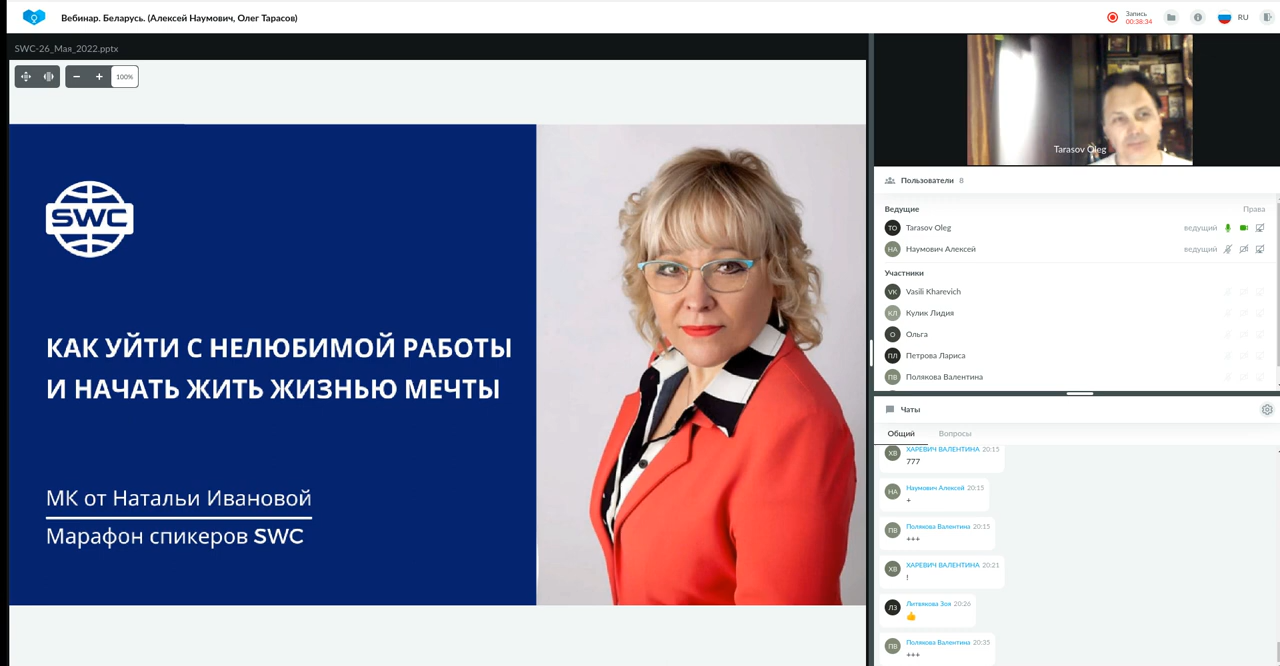 Вебинар. Беларусь. (Алексей Наумович, Олег Тарасов)
Запись
00:38:34
RU
SWC-26_Мая_2022.pptx
100%
SWC
КАК УЙТИ С НЕЛЮБИМОЙ РАБОТЫ
И НАЧАТЬ ЖИТЬ ЖИЗНЬЮ МЕЧТЫ
МК от Натальи Ивановой
Марафон спикеров SWC
Tarasov Oleg
Пользователи 8
Ведущие Права
TO Tarasov Oleg ведущий
НА Наумович Алексей ведущий
Участники
VK Vasili Kharevich
КЛ Кулик Лидия
О Ольга
ПЛ Петрова Лариса
ПВ Полякова Валентина
Чаты
Общий Вопросы
ХВ ХАРЕВИЧ ВАЛЕНТИНА 20:15
777
НА Наумович Алексей 20:15
+
ПВ Полякова Валентина 20:15
+++
ХВ ХАРЕВИЧ ВАЛЕНТИНА 20:21
!
ЛЗ Литвякова Зоя 20:26
👍
ПВ Полякова Валентина 20:35
+++